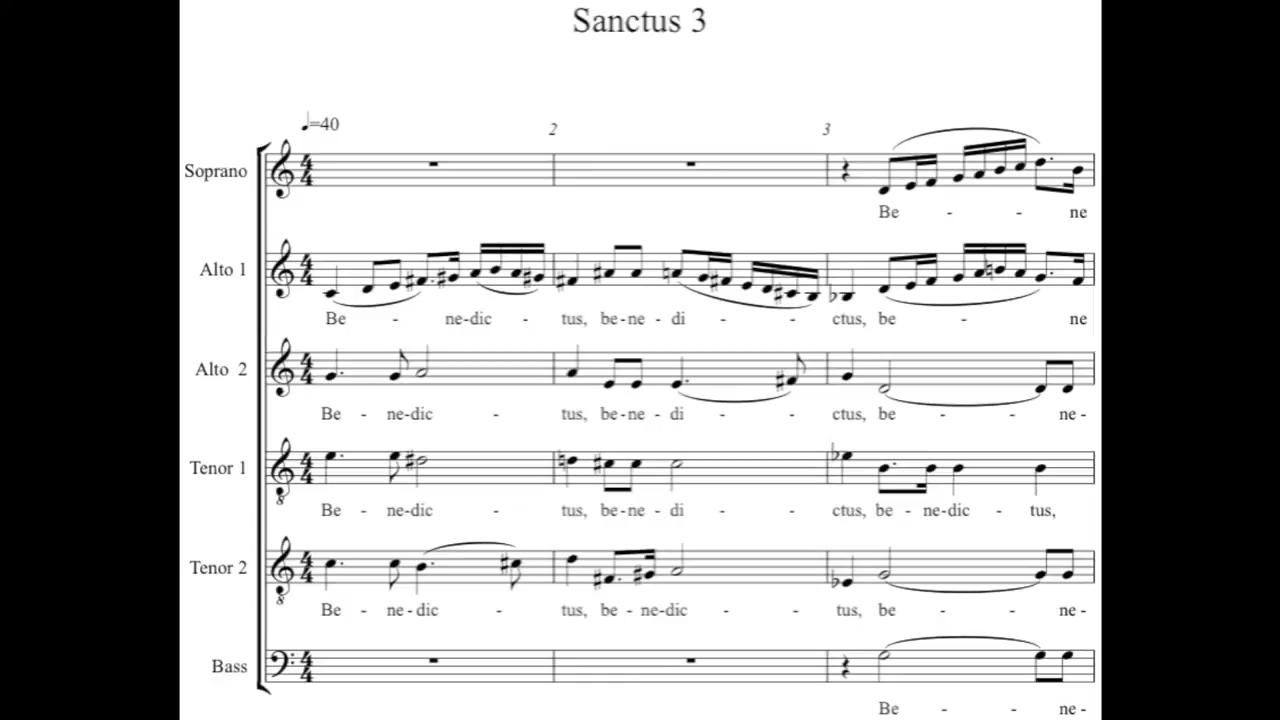 Sanctus 3
♩=40
2 3
Soprano
Be - - ne
Alto 1
Be - ne-dic - tus, be-ne - di - - ctus, be - ne
Alto 2
Be - ne-dic - tus, be-ne - di - - ctus, be - - ne-
Tenor 1
8
Be - ne-dic - tus, be-ne - di - - ctus, be - ne-dic - tus,
Tenor 2
8
Be - ne-dic - tus, be - ne-dic - - tus, be - - ne-
Bass
Be - - ne-